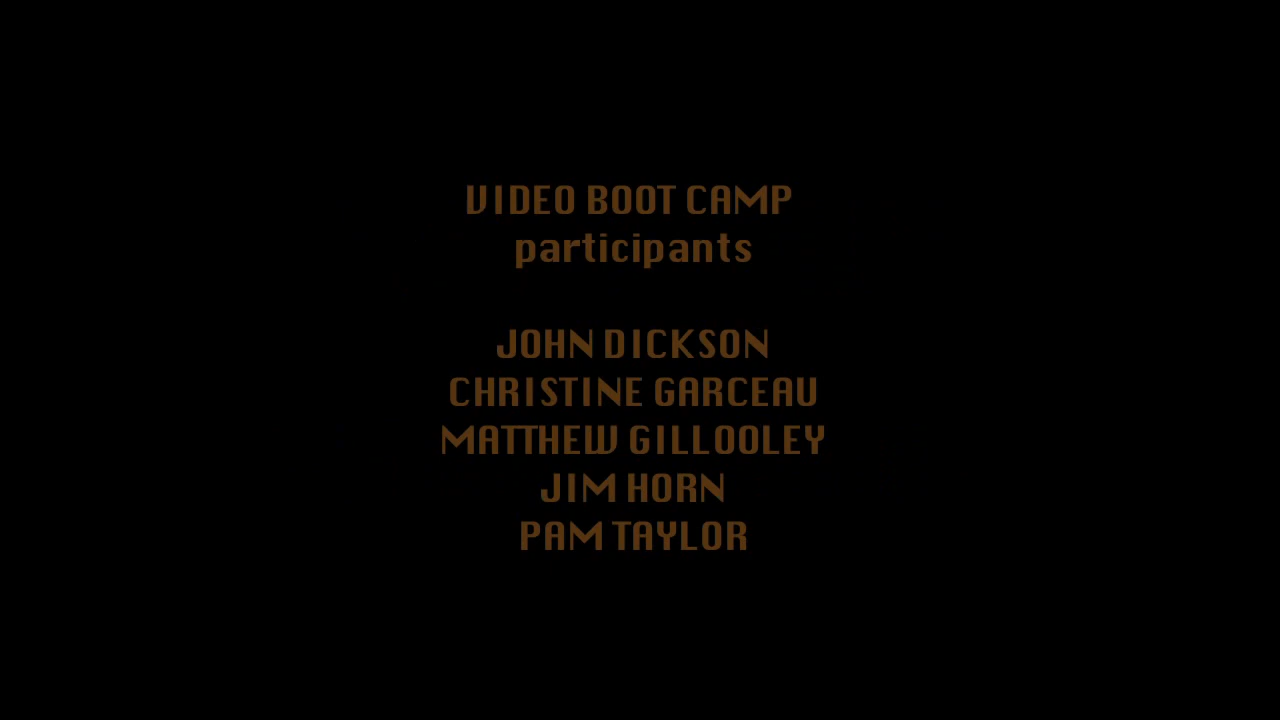 VIDEO BOOT CAMP
participants
JOHN DICKSON
CHRISTINE GARCEAU
MATTHEW GILLOOLEY
JIM HORN
PAM TAYLOR